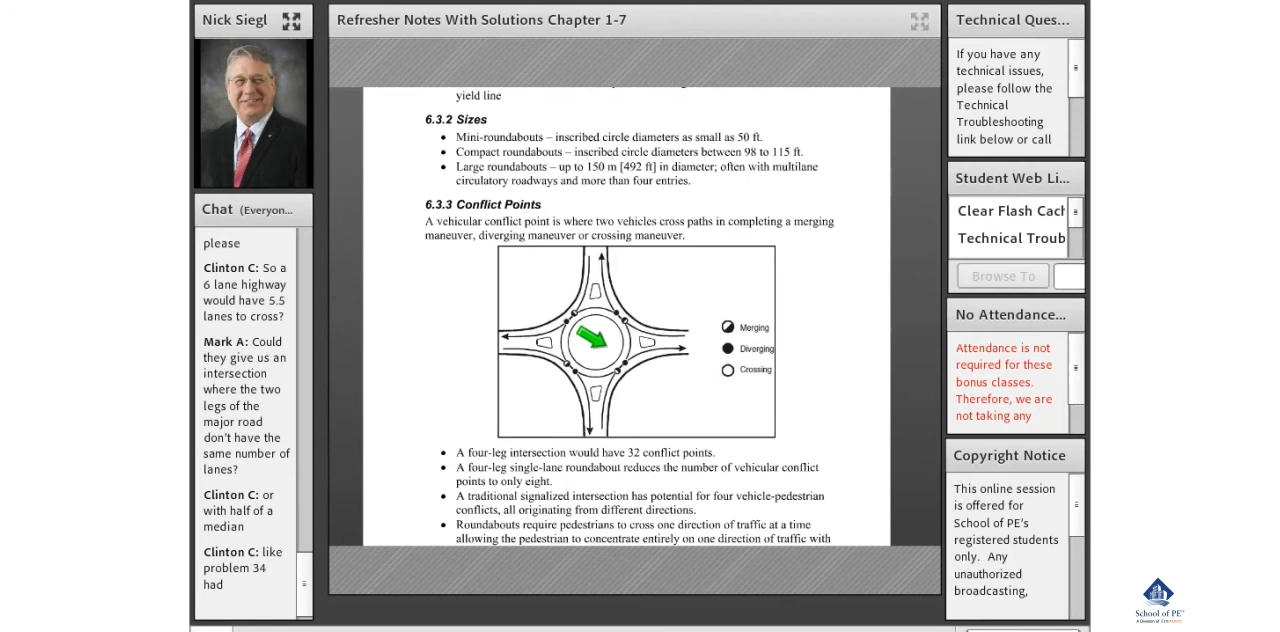 Nick Siegl
Chat (Everyon...
please
Clinton C: So a
6 lane highway
would have 5.5
lanes to cross?
Mark A: Could
they give us an
intersection
where the two
legs of the
major road
don't have the
same number of
lanes?
Clinton C: or
with half of a
median
Clinton C: like
problem 34
had
Refresher Notes With Solutions Chapter 1-7
yield line
6.3.2 Sizes
• Mini-roundabouts – inscribed circle diameters as small as 50 ft.
• Compact roundabouts – inscribed circle diameters between 98 to 115 ft.
• Large roundabouts – up to 150 m [492 ft] in diameter; often with multilane
circulatory roadways and more than four entries.
6.3.3 Conflict Points
A vehicular conflict point is where two vehicles cross paths in completing a merging
maneuver, diverging maneuver or crossing maneuver.
Merging
Diverging
Crossing
• A four-leg intersection would have 32 conflict points.
• A four-leg single-lane roundabout reduces the number of vehicular conflict
points to only eight.
• A traditional signalized intersection has potential for four vehicle-pedestrian
conflicts, all originating from different directions.
• Roundabouts require pedestrians to cross one direction of traffic at a time
allowing the pedestrian to concentrate entirely on one direction of traffic with
Technical Ques...
If you have any
technical issues,
please follow the
Technical
Troubleshooting
link below or call
Student Web Li...
Clear Flash Cach
Technical Troub
Browse To
No Attendance...
Attendance is not
required for these
bonus classes.
Therefore, we are
not taking any
Copyright Notice
This online session
is offered for
School of PE's
registered students
only. Any
unauthorized
broadcasting,
School of PE™